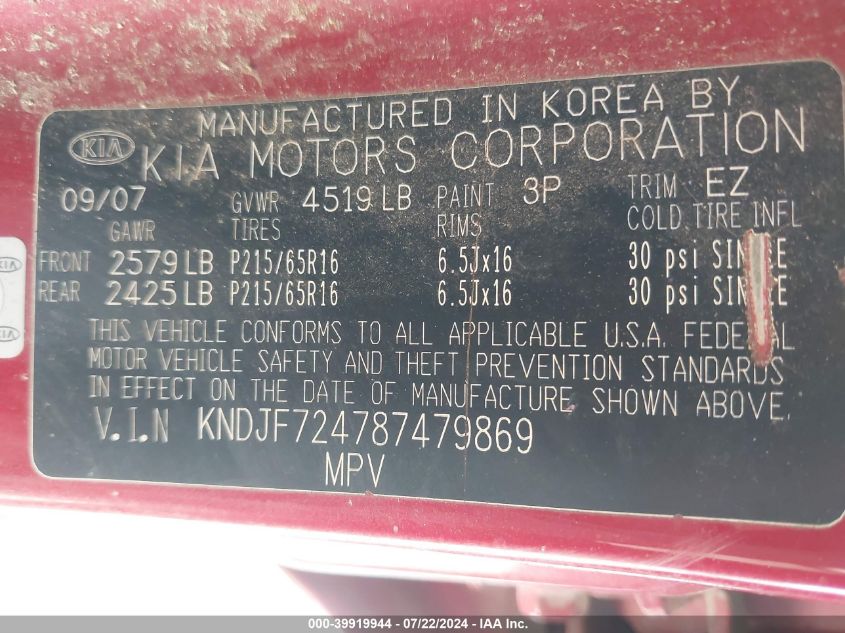 MANUFACTURED IN KOREA BY
KIA KIA MOTORS CORPORATION
09/07 GVWR 4519 LB PAINT 3P TRIM EZ
GAWR TIRES RIMS COLD TIRE INFL
FRONT 2579 LB P215/65R16 6.5Jx16 30 psi
REAR 2425 LB P215/65R16 6.5Jx16 30 psi
THIS VEHICLE CONFORMS TO ALL APPLICABLE U.S.A. FEDERAL
MOTOR VEHICLE SAFETY AND THEFT PREVENTION STANDARDS
IN EFFECT ON THE DATE OF MANUFACTURE SHOWN ABOVE.
V.I.N KNDJF724787479869
MPV
KIA
000-39919944 - 07/22/2024 - IAA Inc.